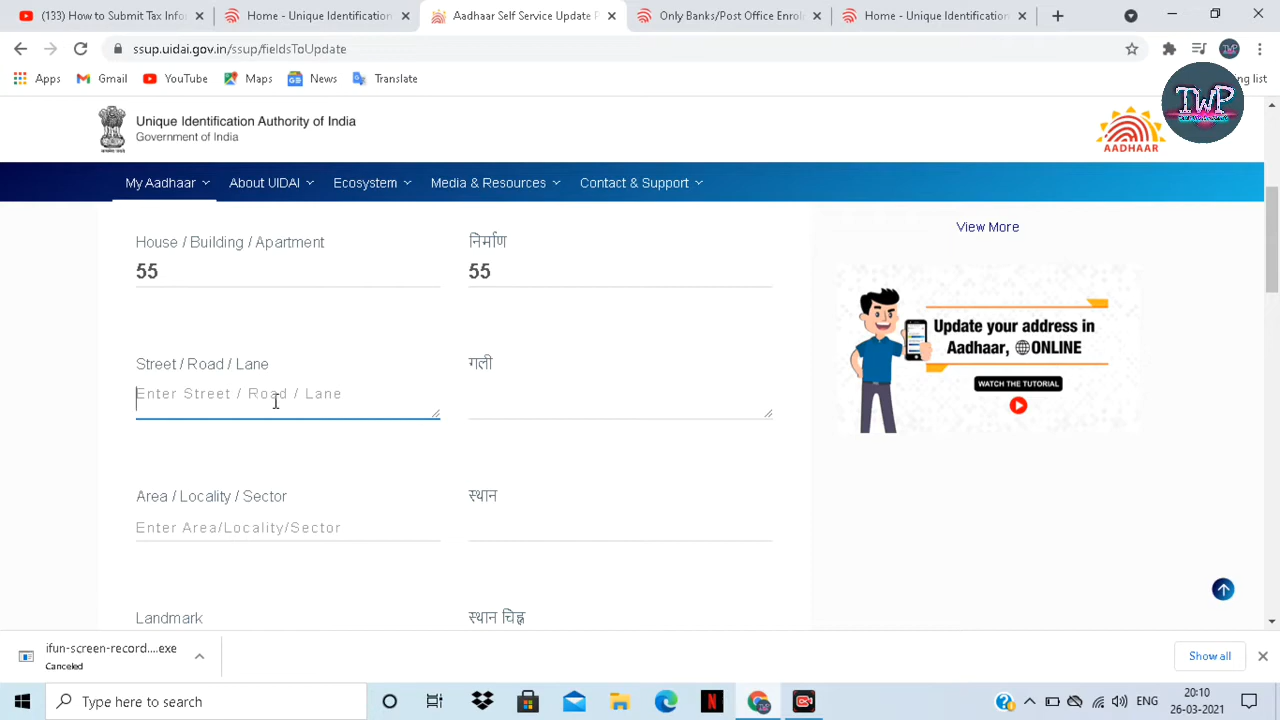 (133) How to Submit Tax Infor
Home - Unique Identification
Aadhaar Self Service Update P
Only Banks/Post Office Enrol
Home - Unique Identification
ssup.uidai.gov.in/ssup/fieldsToUpdate
Apps
Gmail
YouTube
Maps
News
Translate
ing list
TWP
Unique Identification Authority of India
Government of India
AADHAAR
My Aadhaar
About UIDAI
Ecosystem
Media & Resources
Contact & Support
View More
House / Building / Apartment
निर्माण
55
55
Update your address in
Aadhaar, ONLINE
WATCH THE TUTORIAL
Street / Road / Lane
गली
Enter Street / Road / Lane
Area / Locality / Sector
स्थान
Enter Area/Locality/Sector
Landmark
स्थान चिह्न
ifun-screen-record....exe
Canceled
Show all
Type here to search
N
ENG
20:10
26-03-2021